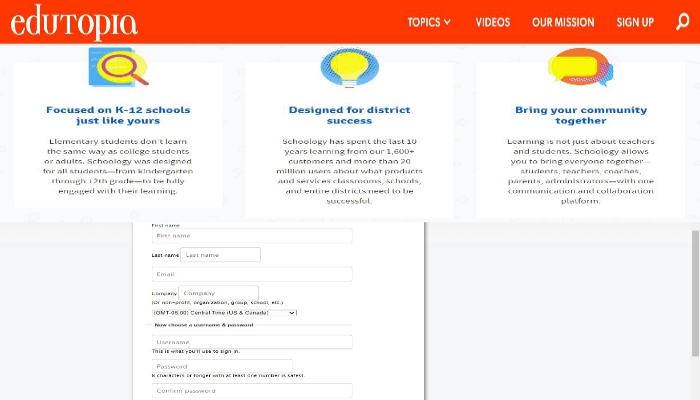 edutopia
TOPICS VIDEOS OUR MISSION SIGN UP
Focused on K-12 schools
just like yours
Elementary students don't learn
the same way as college students
or adults. Schoology was designed
for all students—from kindergarten
through 12th grade—to be fully
engaged with their learning.
Designed for district
success
Schoology has spent the last 10
years learning from our 1,600+
customers and more than 20
million users about what products
and services classrooms, schools,
and entire districts need to be
successful.
Bring your community
together
Learning is not just about teachers
and students. Schoology allows
you to bring everyone together—
students, teachers, coaches,
parents, administrators—with one
communication and collaboration
platform.
First name
First name
Last name Last name
Email
Company Company
(Or non-profit, organization, group, school, etc.)
(GMT-06:00) Central Time (US & Canada)
Now choose a username & password
Username
This is what you'll use to sign in.
Password
8 characters or longer with at least one number is safest.
Confirm password